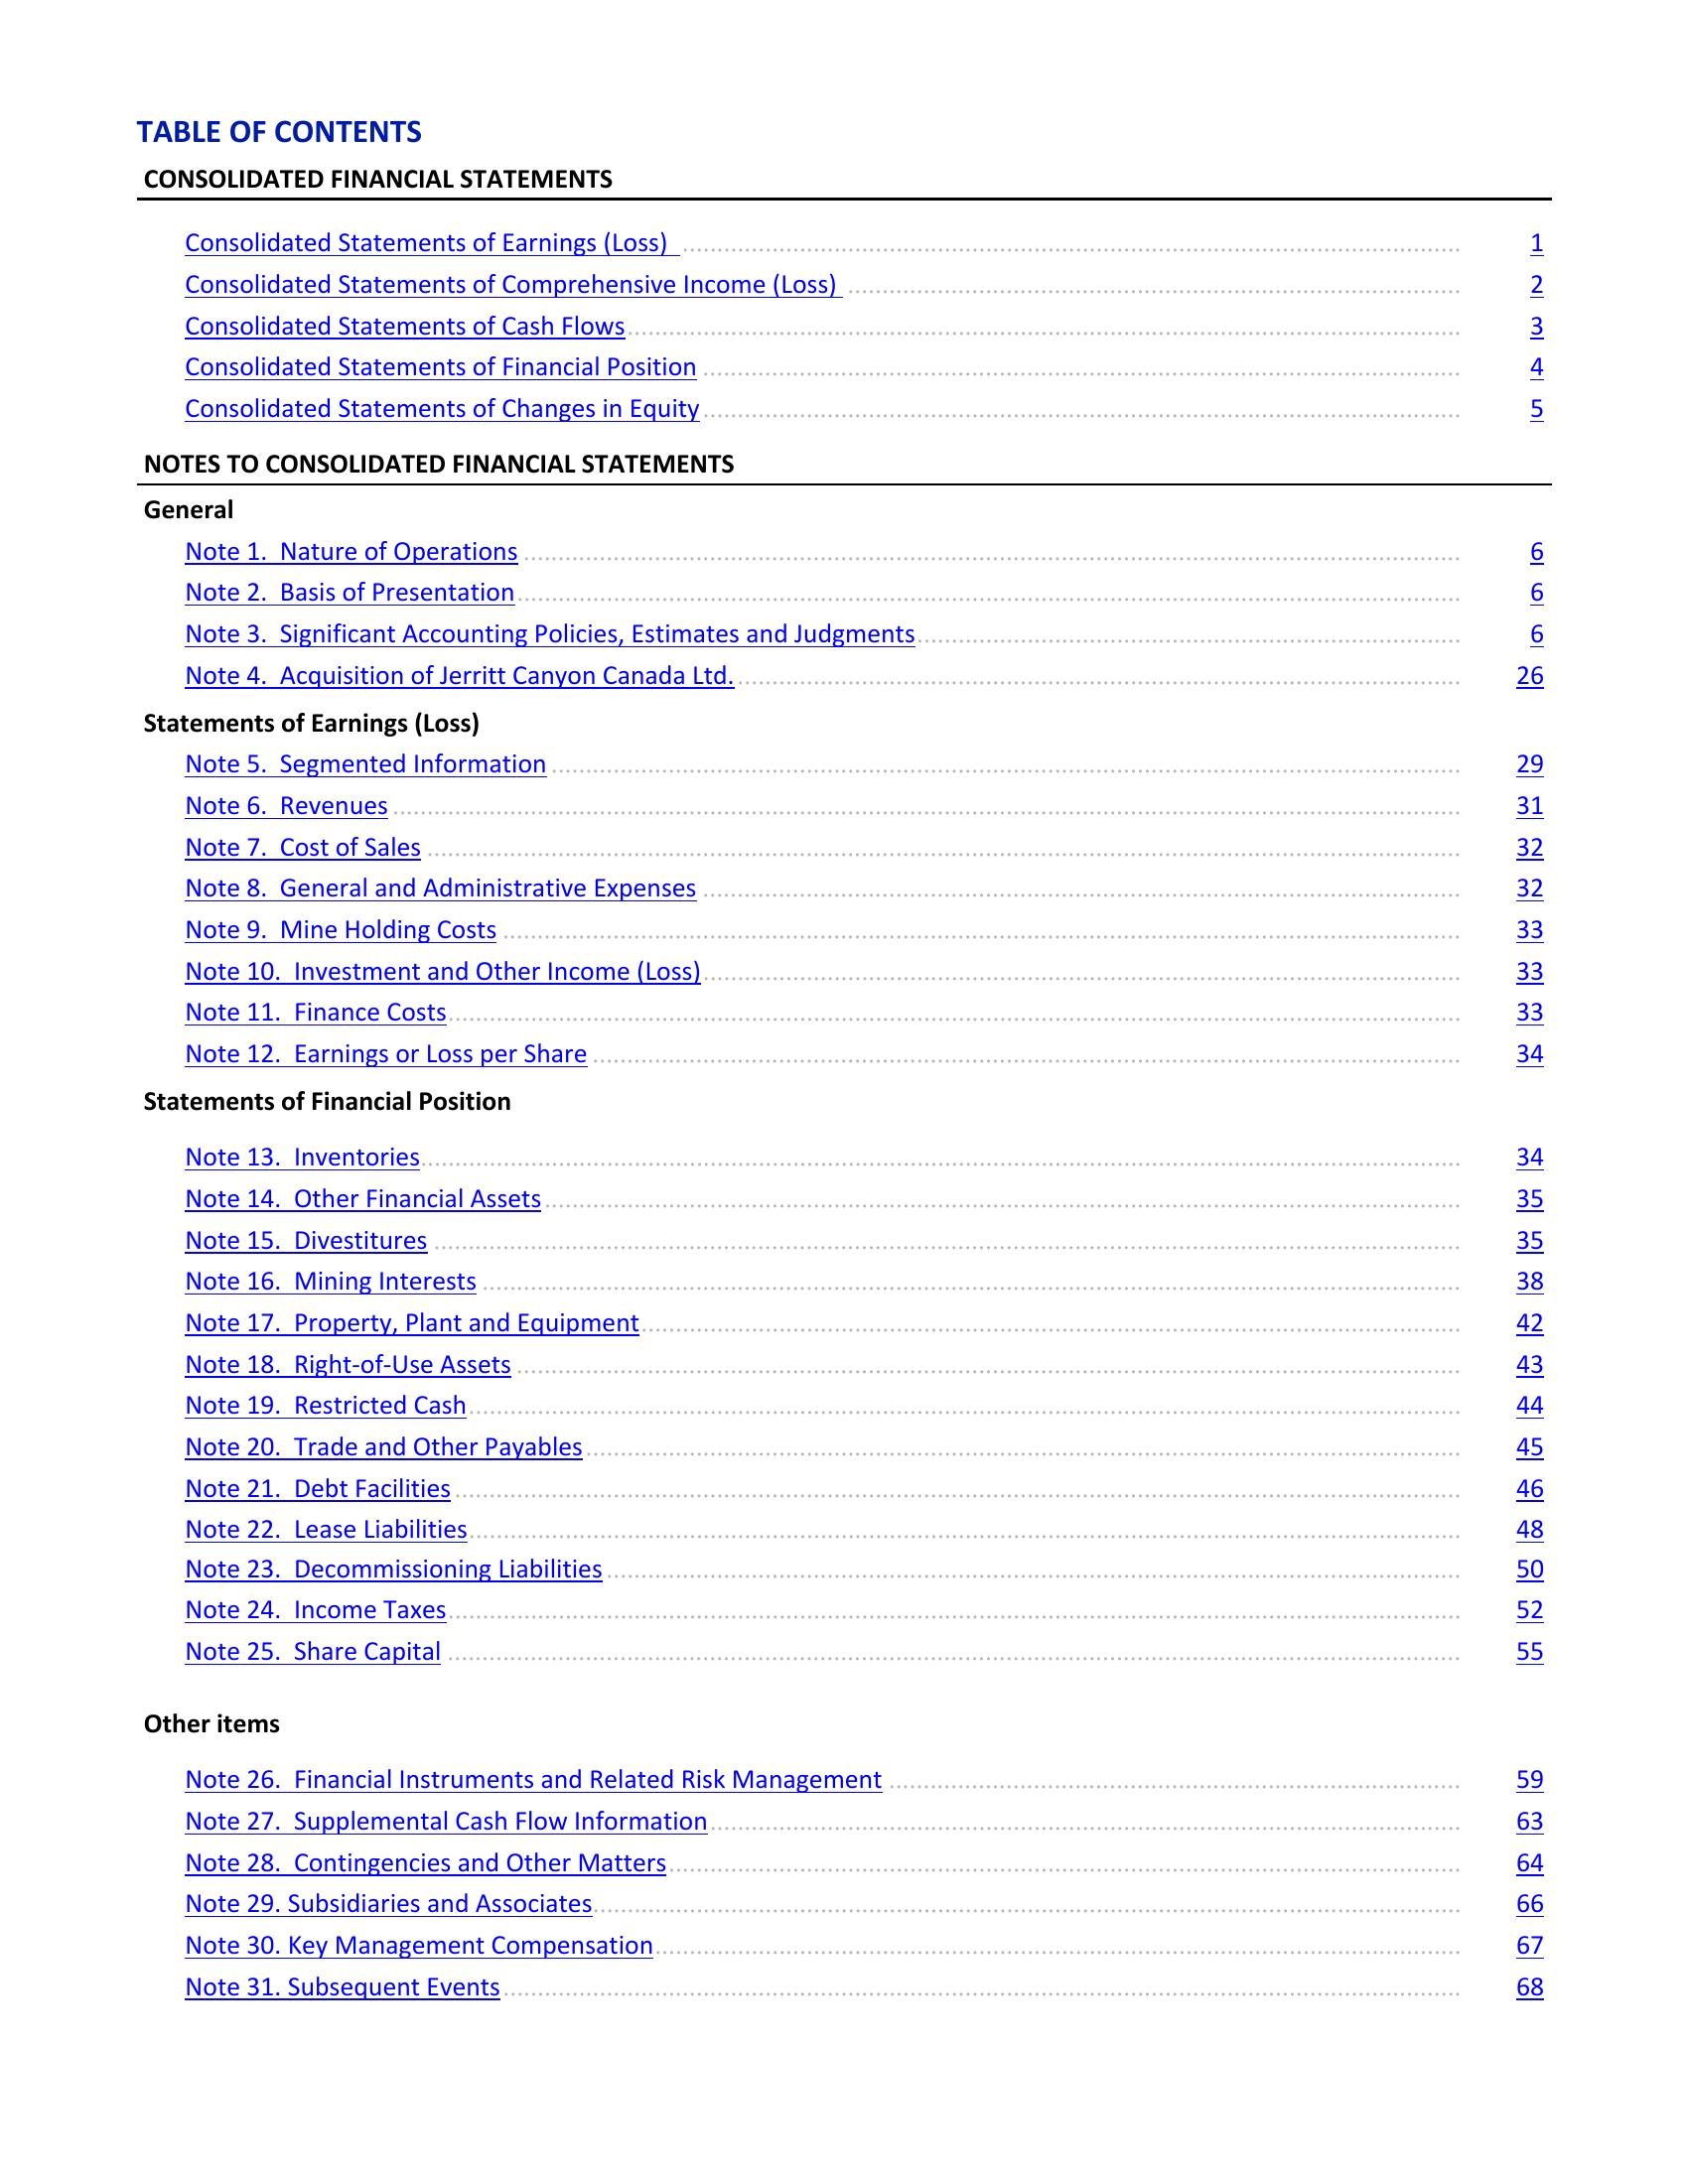 TABLE OF CONTENTS
CONSOLIDATED FINANCIAL STATEMENTS
Consolidated Statements of Earnings (Loss) 1
Consolidated Statements of Comprehensive Income (Loss) 2
Consolidated Statements of Cash Flows 3
Consolidated Statements of Financial Position 4
Consolidated Statements of Changes in Equity 5
NOTES TO CONSOLIDATED FINANCIAL STATEMENTS
General
Note 1. Nature of Operations 6
Note 2. Basis of Presentation 6
Note 3. Significant Accounting Policies, Estimates and Judgments 6
Note 4. Acquisition of Jerritt Canyon Canada Ltd. 26
Statements of Earnings (Loss)
Note 5. Segmented Information 29
Note 6. Revenues 31
Note 7. Cost of Sales 32
Note 8. General and Administrative Expenses 32
Note 9. Mine Holding Costs 33
Note 10. Investment and Other Income (Loss) 33
Note 11. Finance Costs 33
Note 12. Earnings or Loss per Share 34
Statements of Financial Position
Note 13. Inventories 34
Note 14. Other Financial Assets 35
Note 15. Divestitures 35
Note 16. Mining Interests 38
Note 17. Property, Plant and Equipment 42
Note 18. Right-of-Use Assets 43
Note 19. Restricted Cash 44
Note 20. Trade and Other Payables 45
Note 21. Debt Facilities 46
Note 22. Lease Liabilities 48
Note 23. Decommissioning Liabilities 50
Note 24. Income Taxes 52
Note 25. Share Capital 55
Other items
Note 26. Financial Instruments and Related Risk Management 59
Note 27. Supplemental Cash Flow Information 63
Note 28. Contingencies and Other Matters 64
Note 29. Subsidiaries and Associates 66
Note 30. Key Management Compensation 67
Note 31. Subsequent Events 68